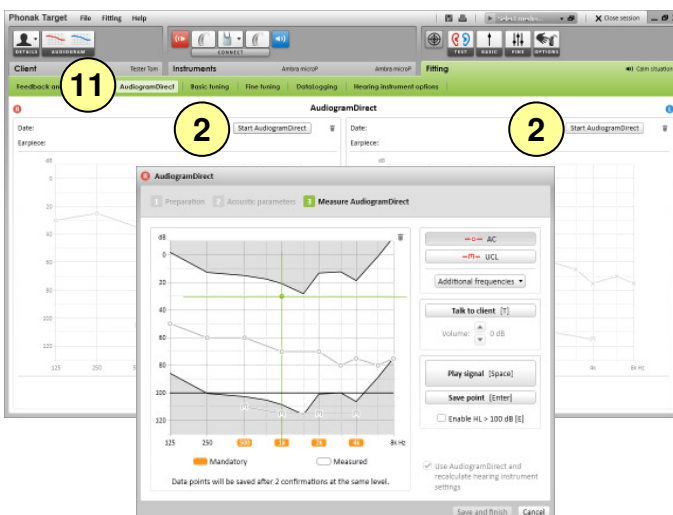 Phonak Target File Fitting Help Select media... Close session
DETAILS AUDIOGRAM CONNECT TEST BASIC FINE OPTIONS
Client Tester Tom Instruments Ambra microP Ambra microP Fitting Calm situation
Feedback an 11 AudiogramDirect Basic tuning Fine tuning DataLogging Hearing instrument options
R AudiogramDirect L
Date: 2 Start AudiogramDirect Date: 2 Start AudiogramDirect
Earpiece: Earpiece:
dB dB
0
20
40
60
80
100
120
125 250 4k 8k Hz
R AudiogramDirect
1 Preparation 2 Acoustic parameters 3 Measure AudiogramDirect
dB
0
20
40
60
80
100
120
125 250 500 1k 2k 4k 8k Hz
Mandatory Measured
Data points will be saved after 2 confirmations at the same level.
AC
UCL
Additional frequencies
Talk to client [T]
Volume: 0 dB
Play signal [Space]
Save point [Enter]
Enable HL > 100 dB [E]
Use AudiogramDirect and
recalculate hearing instrument
settings
Save and finish Cancel